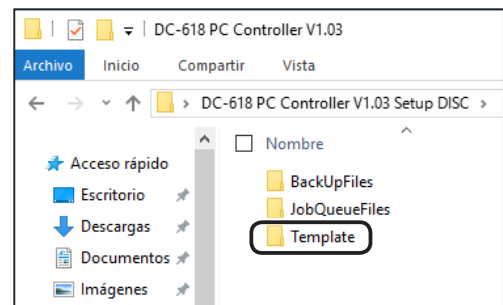 DC-618 PC Controller V1.03
Archivo Inicio Compartir Vista
DC-618 PC Controller V1.03 Setup DISC
Nombre
Acceso rápido
Escritorio
Descargas
Documentos
Imágenes
BackUpFiles
JobQueueFiles
Template